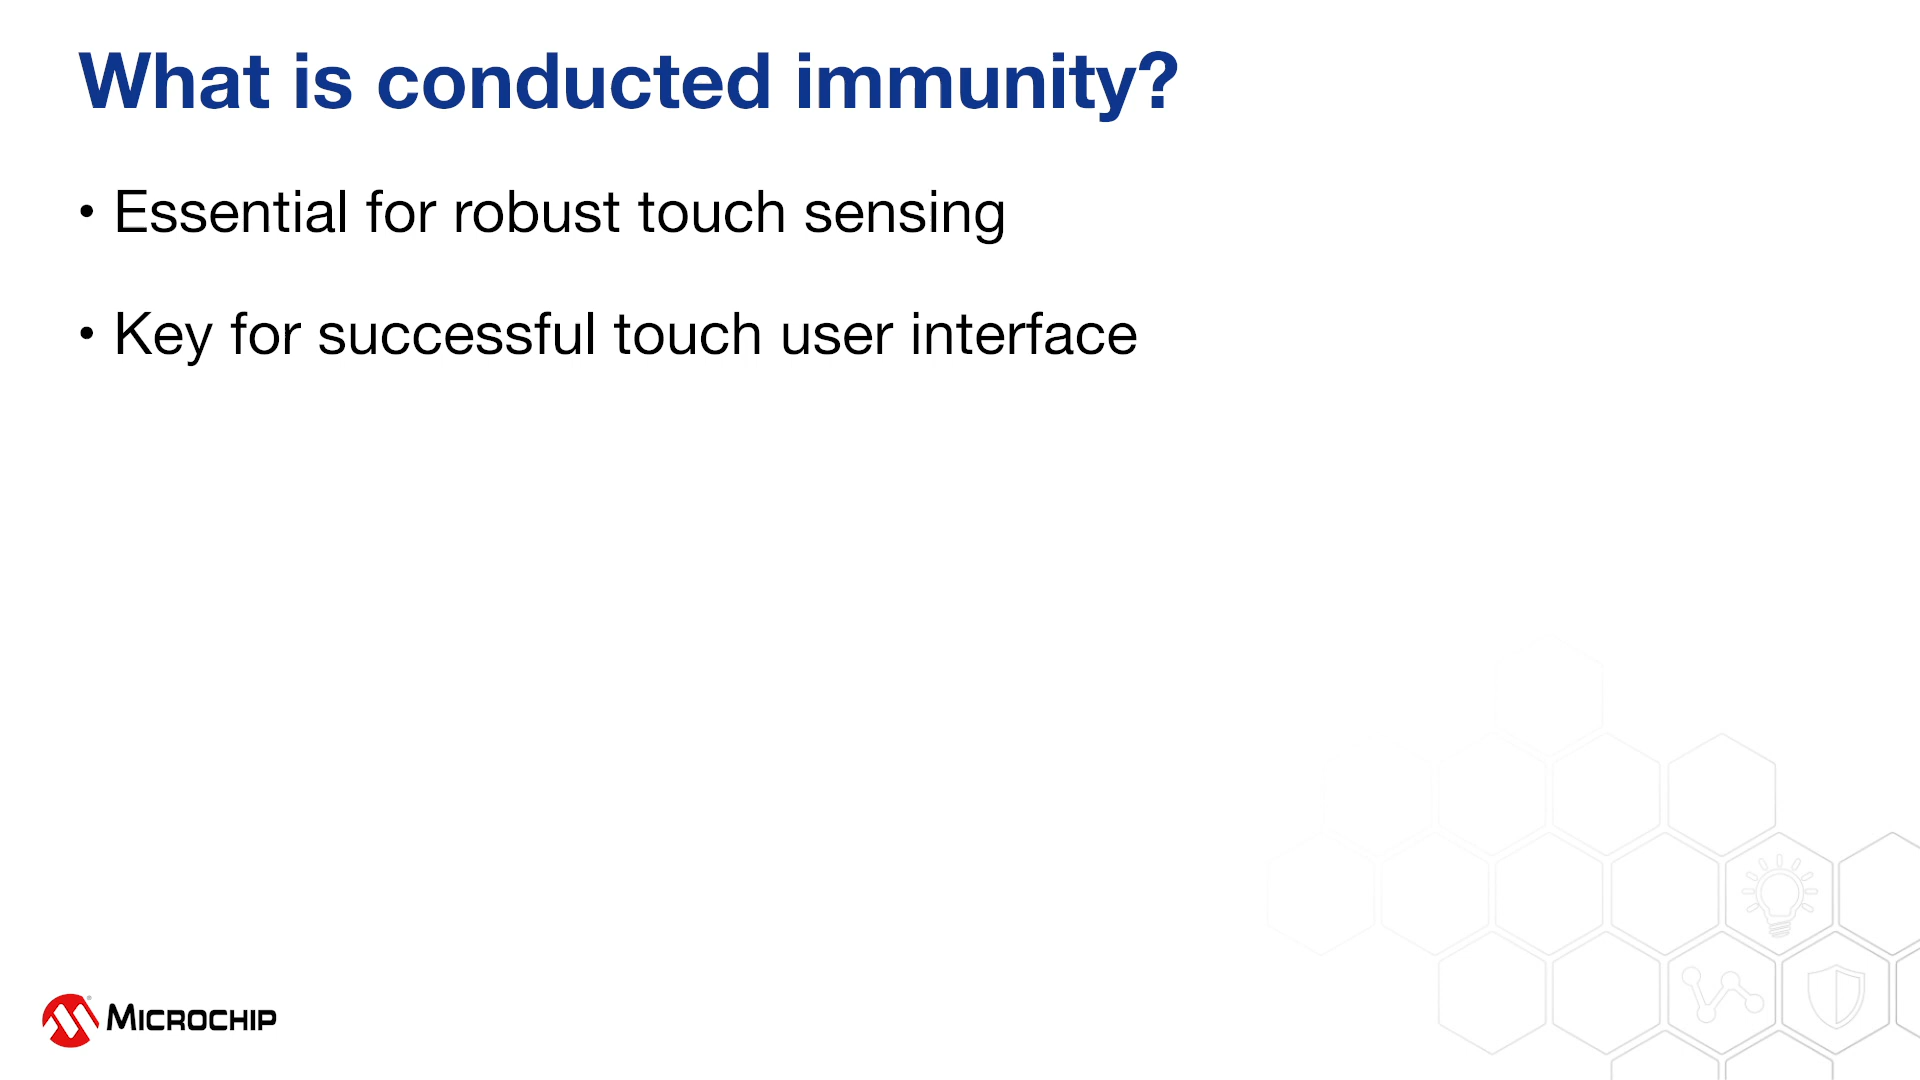 What is conducted immunity?
• Essential for robust touch sensing
• Key for successful touch user interface
MICROCHIP